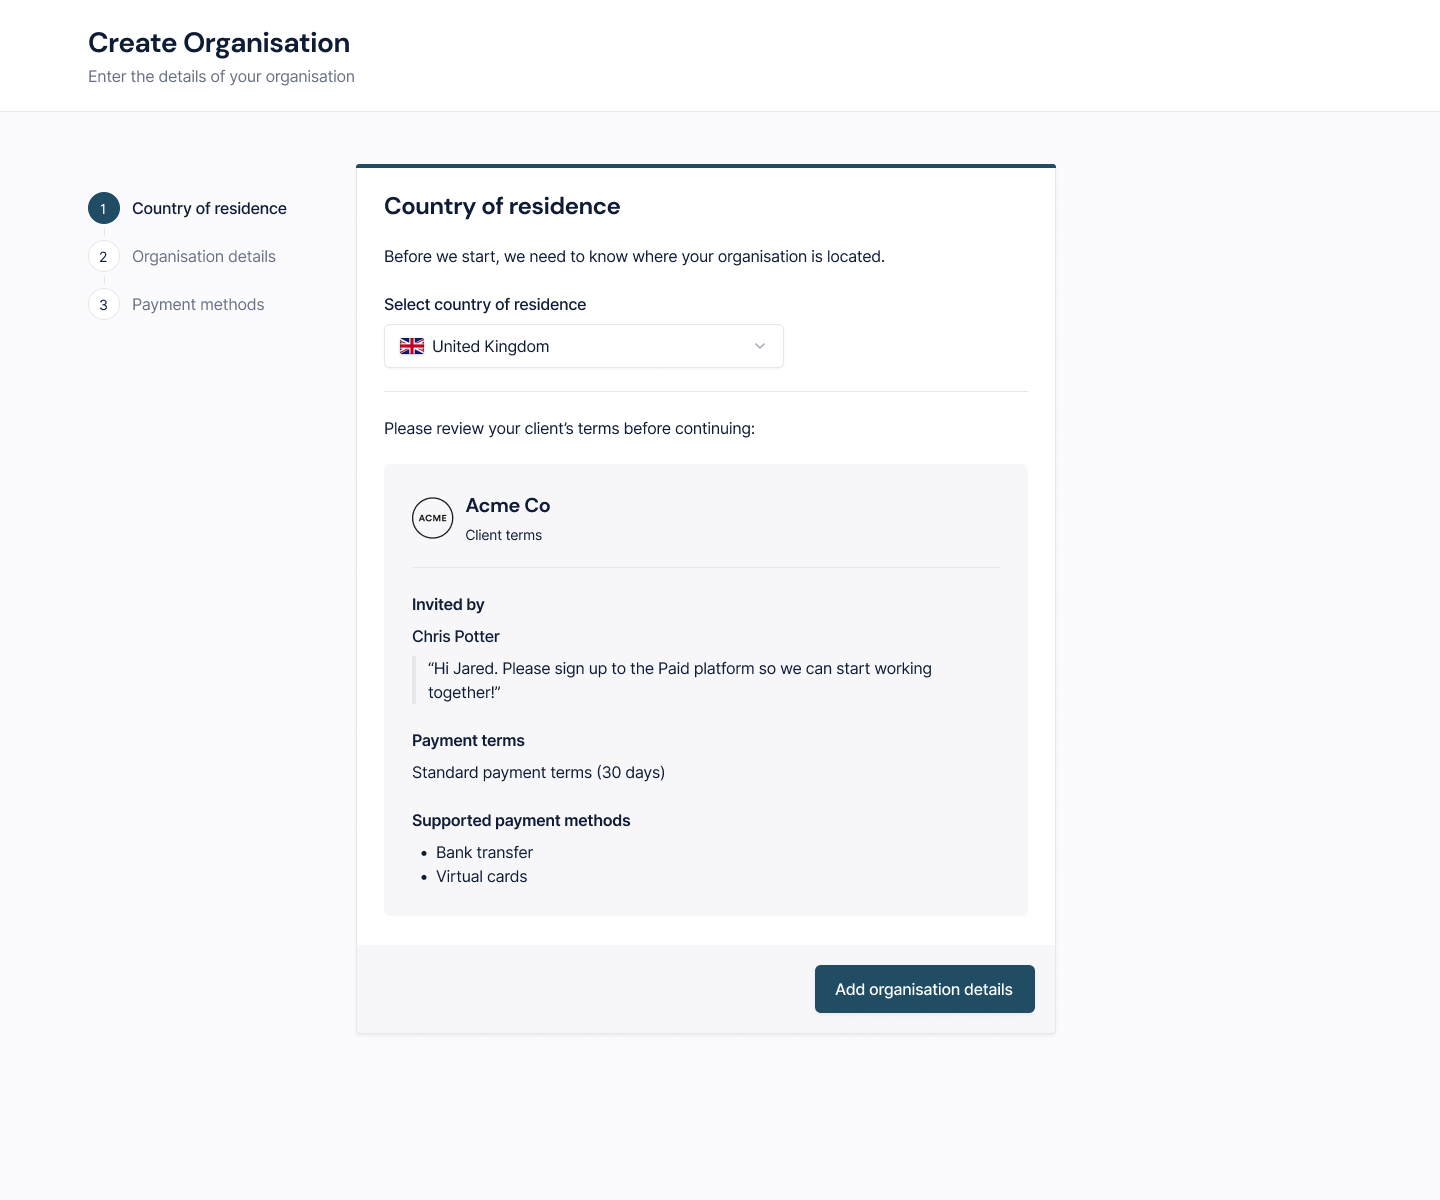 Create Organisation
Enter the details of your organisation
1 Country of residence
2 Organisation details
3 Payment methods
Country of residence
Before we start, we need to know where your organisation is located.
Select country of residence
United Kingdom
Please review your client’s terms before continuing:
ACME
Acme Co
Client terms
Invited by
Chris Potter
“Hi Jared. Please sign up to the Paid platform so we can start working
together!”
Payment terms
Standard payment terms (30 days)
Supported payment methods
• Bank transfer
• Virtual cards
Add organisation details